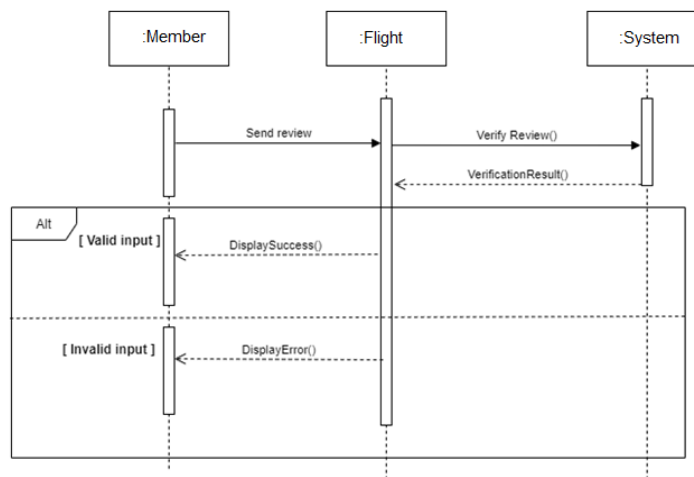 :Member
:Flight
:System
Send review
Verify Review()
VerificationResult()
Alt
[ Valid input ]
DisplaySuccess()
[ Invalid input ]
DisplayError()